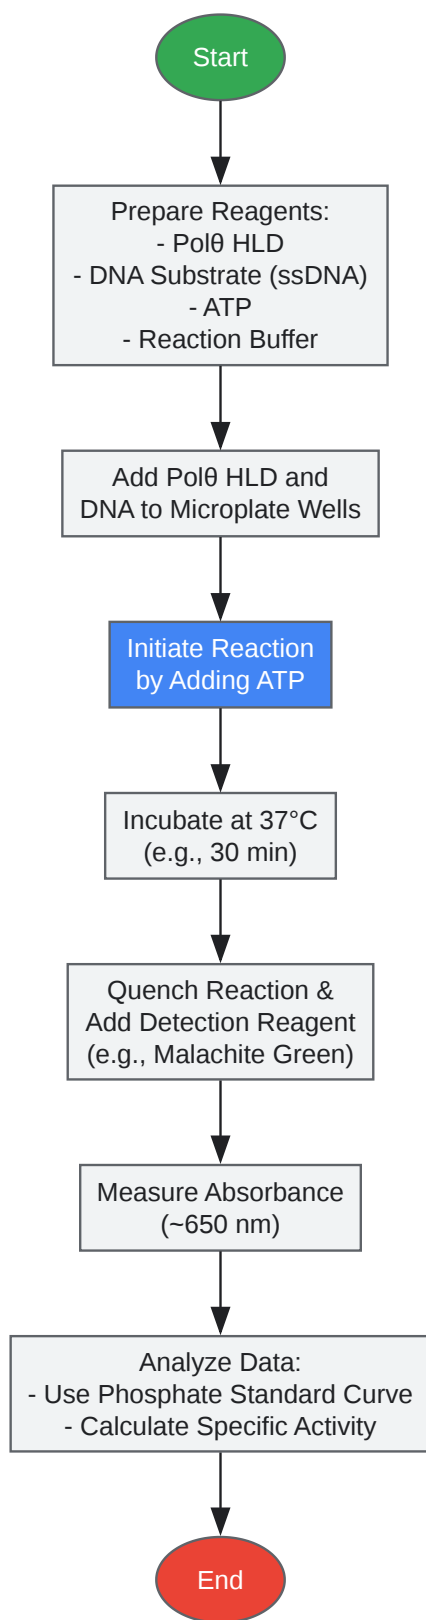 Start
Prepare Reagents:
- Polθ HLD
- DNA Substrate (ssDNA)
- ATP
- Reaction Buffer
Add Polθ HLD and
DNA to Microplate Wells
Initiate Reaction
by Adding ATP
Incubate at 37°C
(e.g., 30 min)
Quench Reaction &
Add Detection Reagent
(e.g., Malachite Green)
Measure Absorbance
(~650 nm)
Analyze Data:
- Use Phosphate Standard Curve
- Calculate Specific Activity
End